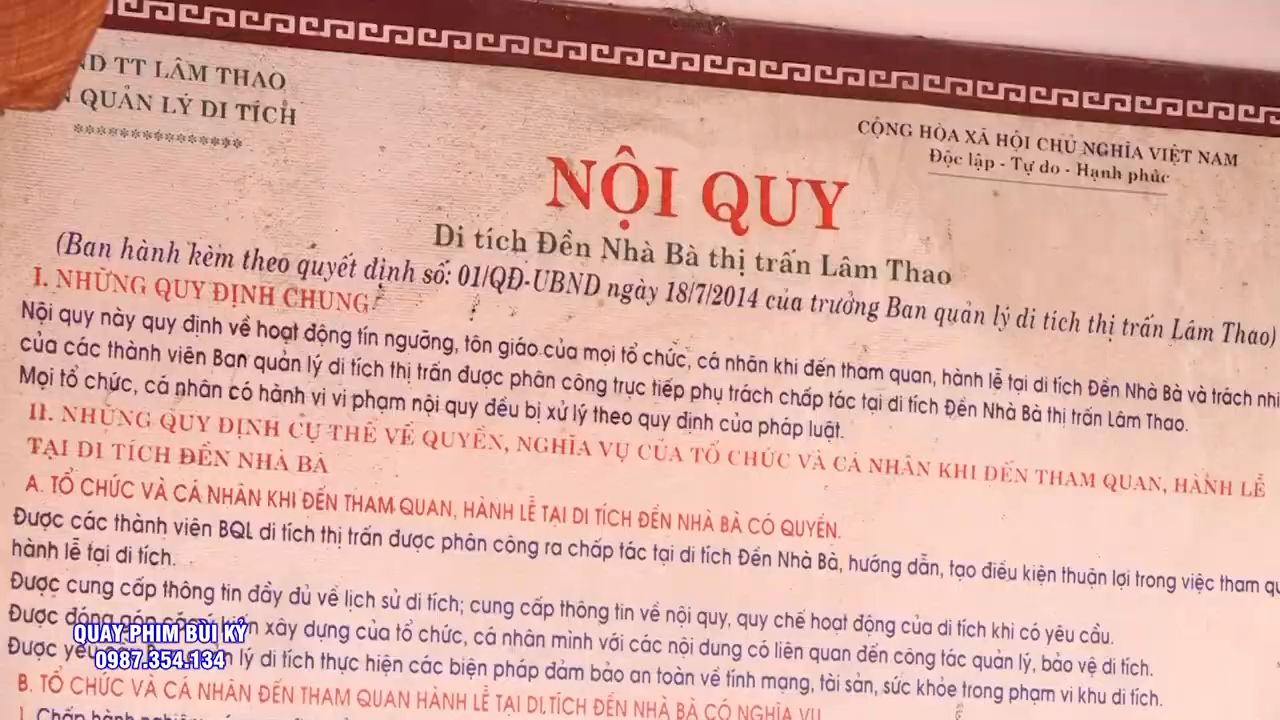 ND TT LÂM THAO
QUẢN LÝ DI TÍCH
**************
CỘNG HÒA XÃ HỘI CHỦ NGHĨA VIỆT NAM
Độc lập - Tự do - Hạnh phúc
NỘI QUY
Di tích Đền Nhà Bà thị trấn Lâm Thao
(Ban hành kèm theo quyết định số: 01/QĐ-UBND ngày 18/7/2014 của trưởng Ban quản lý di tích thị trấn Lâm Thao)
I. NHỮNG QUY ĐỊNH CHUNG
Nội quy này quy định về hoạt động tín ngưỡng, tôn giáo của mọi tổ chức, cá nhân khi đến tham quan, hành lễ tại di tích Đền Nhà Bà và trách nhi
của các thành viên Ban quản lý di tích thị trấn được phân công trực tiếp phụ trách chấp tác tại di tích Đền Nhà Bà thị trấn Lâm Thao.
Mọi tổ chức, cá nhân có hành vi vi phạm nội quy đều bị xử lý theo quy định của pháp luật.
II. NHỮNG QUY ĐỊNH CỤ THỂ VỀ QUYỀN, NGHĨA VỤ CỦA TỔ CHỨC VÀ CÁ NHÂN KHI ĐẾN THAM QUAN, HÀNH LỄ
TẠI DI TÍCH ĐỀN NHÀ BÀ
A. TỔ CHỨC VÀ CÁ NHÂN KHI ĐẾN THAM QUAN, HÀNH LỄ TẠI DI TÍCH ĐỀN NHÀ BÀ CÓ QUYỀN.
Được các thành viên BQL di tích thị trấn được phân công ra chấp tác tại di tích Đền Nhà Bà, hướng dẫn, tạo điều kiện thuận lợi trong việc tham qu
hành lễ tại di tích.
Được cung cấp thông tin đầy đủ về lịch sử di tích; cung cấp thông tin về nội quy, quy chế hoạt động của di tích khi có yêu cầu.
Được đóng góp các ý kiến xây dựng của tổ chức, cá nhân mình với các nội dung có liên quan đến công tác quản lý, bảo vệ di tích.
Được yêu lý di tích thực hiện các biện pháp đảm bảo an toàn về tính mạng, tài sản, sức khỏe trong phạm vi khu di tích.
B. TỔ CHỨC VÀ CÁ NHÂN ĐẾN THAM QUAN HÀNH LỄ TẠI DI TÍCH ĐỀN NHÀ BÀ CÓ NGHĨA VỤ
1. Chấp hành
QUAY PHIM BÙI KÝ
0987.354.134